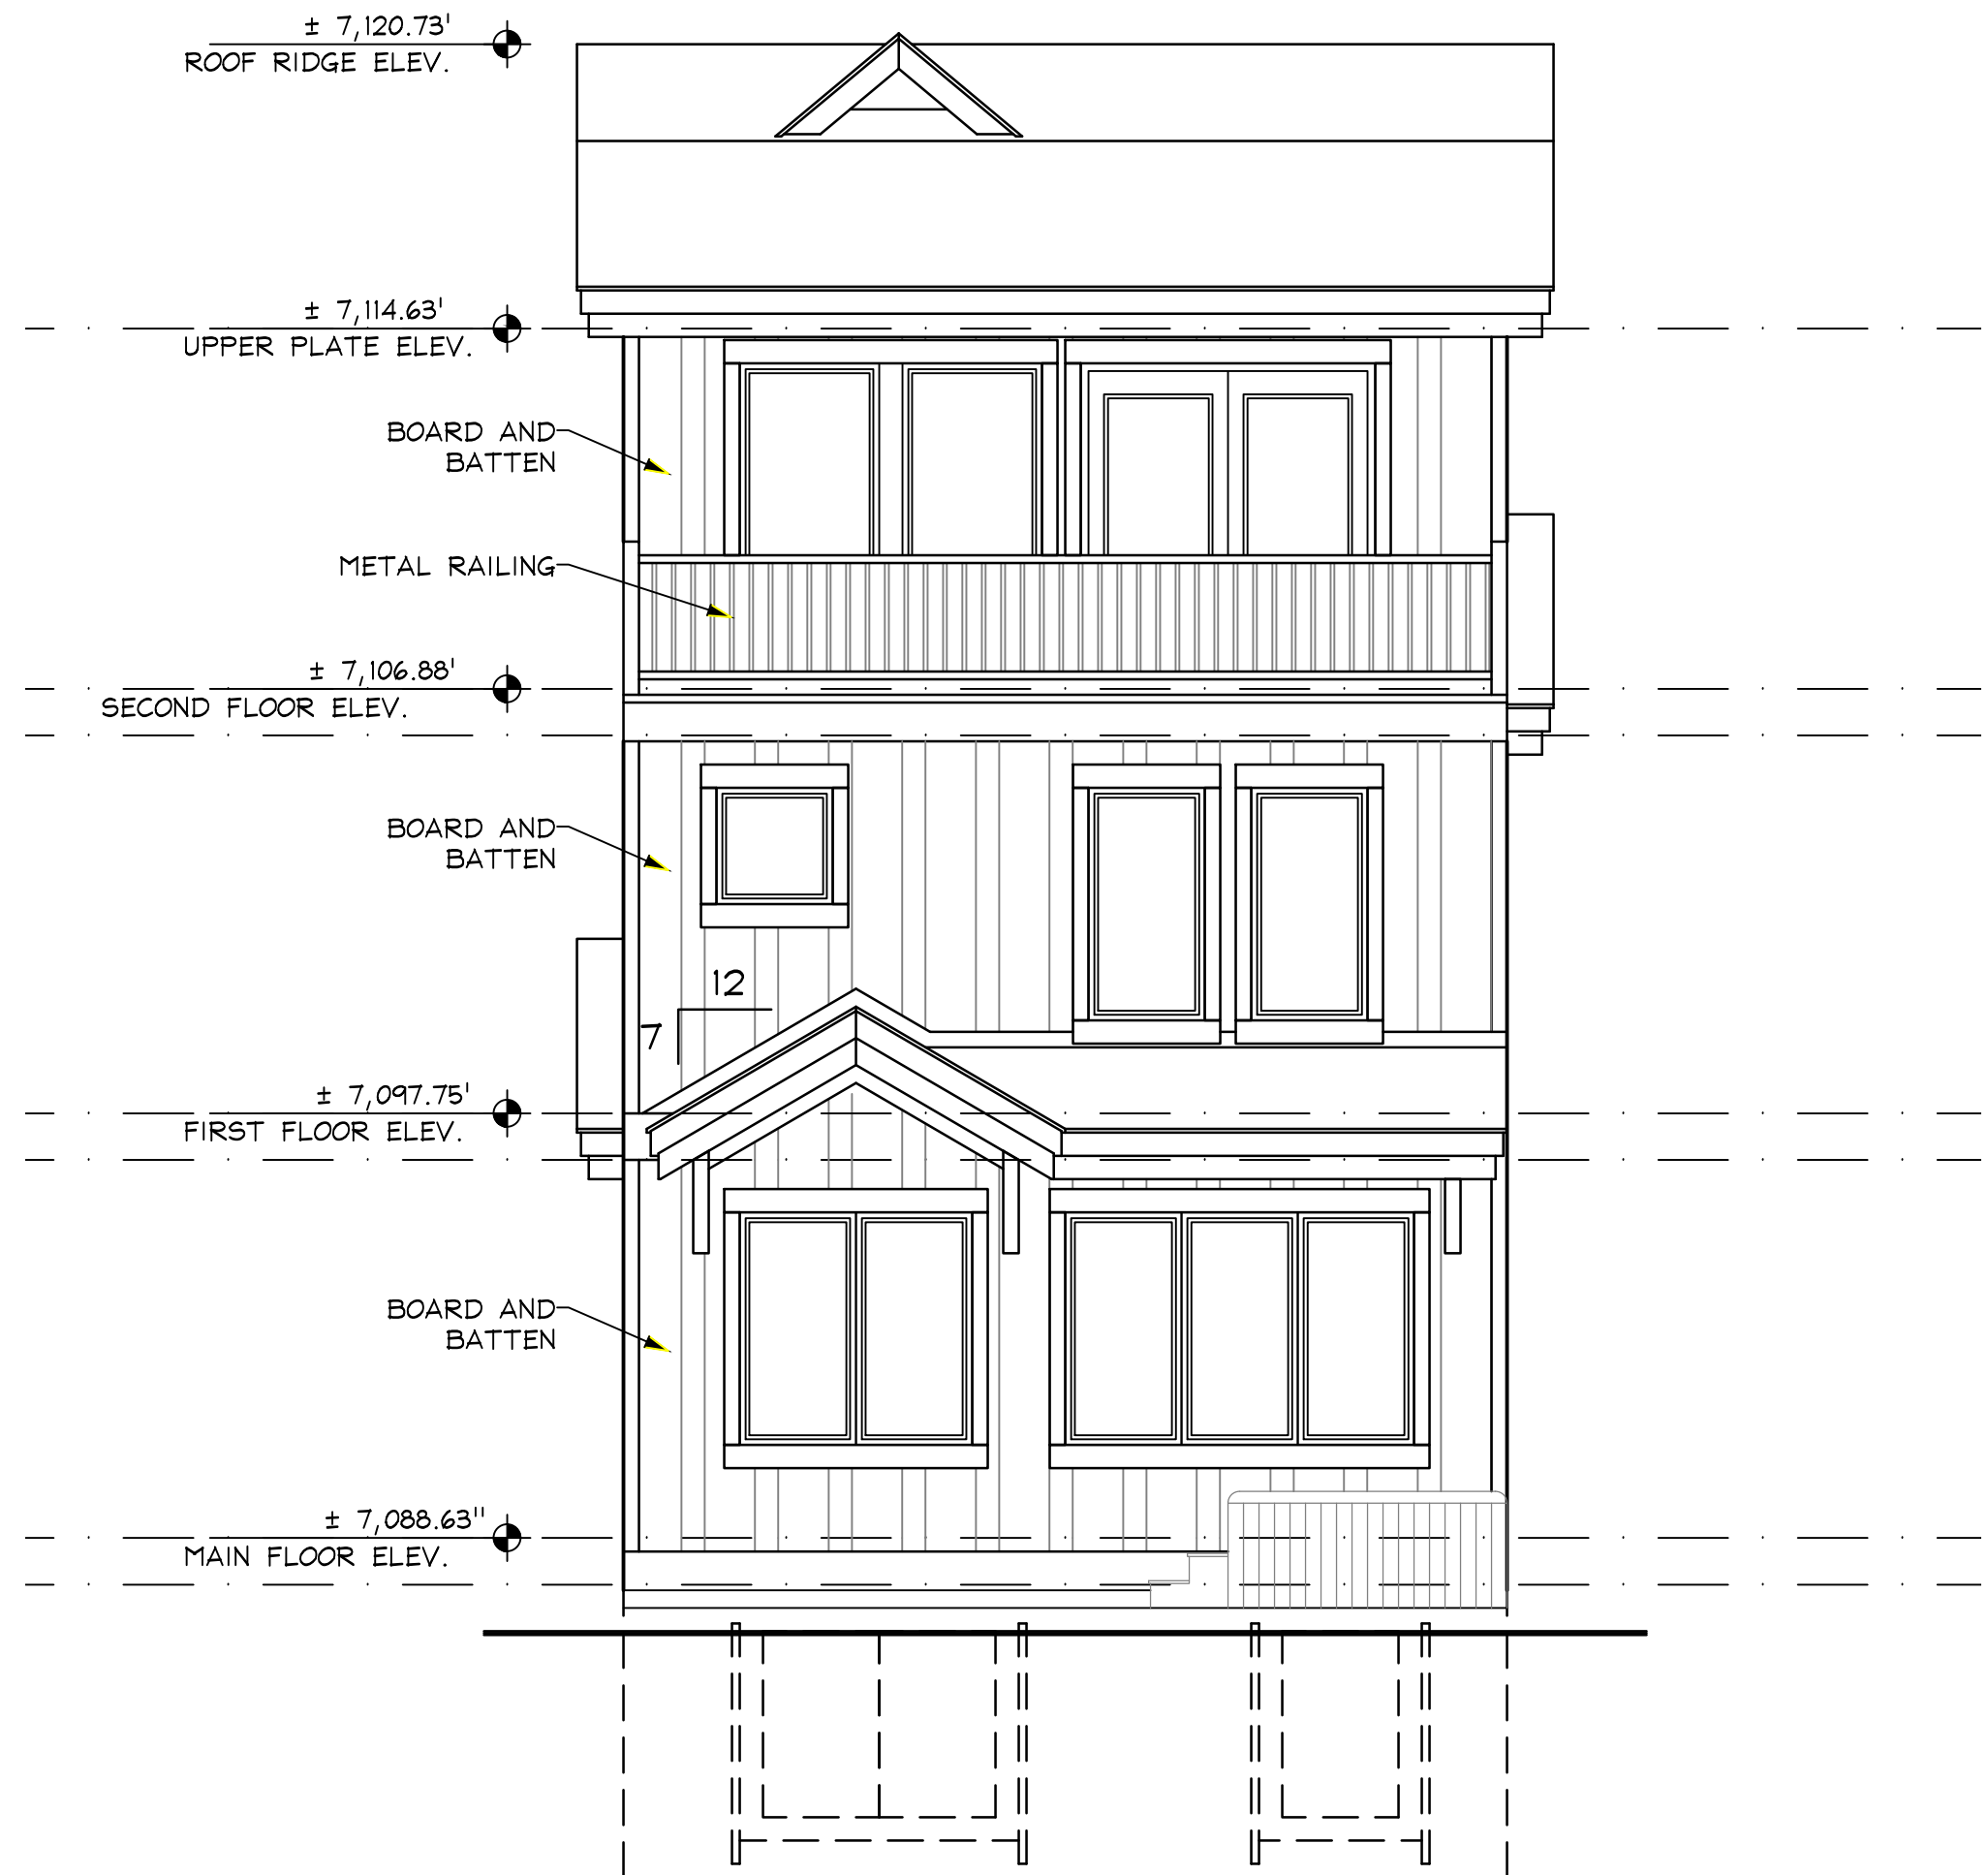 ± 7,120.73'
ROOF RIDGE ELEV.
± 7,114.63'
UPPER PLATE ELEV.
BOARD AND
BATTEN
METAL RAILING
± 7,106.88'
SECOND FLOOR ELEV.
BOARD AND
BATTEN
12
7
± 7,097.75'
FIRST FLOOR ELEV.
BOARD AND
BATTEN
± 7,088.63"
MAIN FLOOR ELEV.